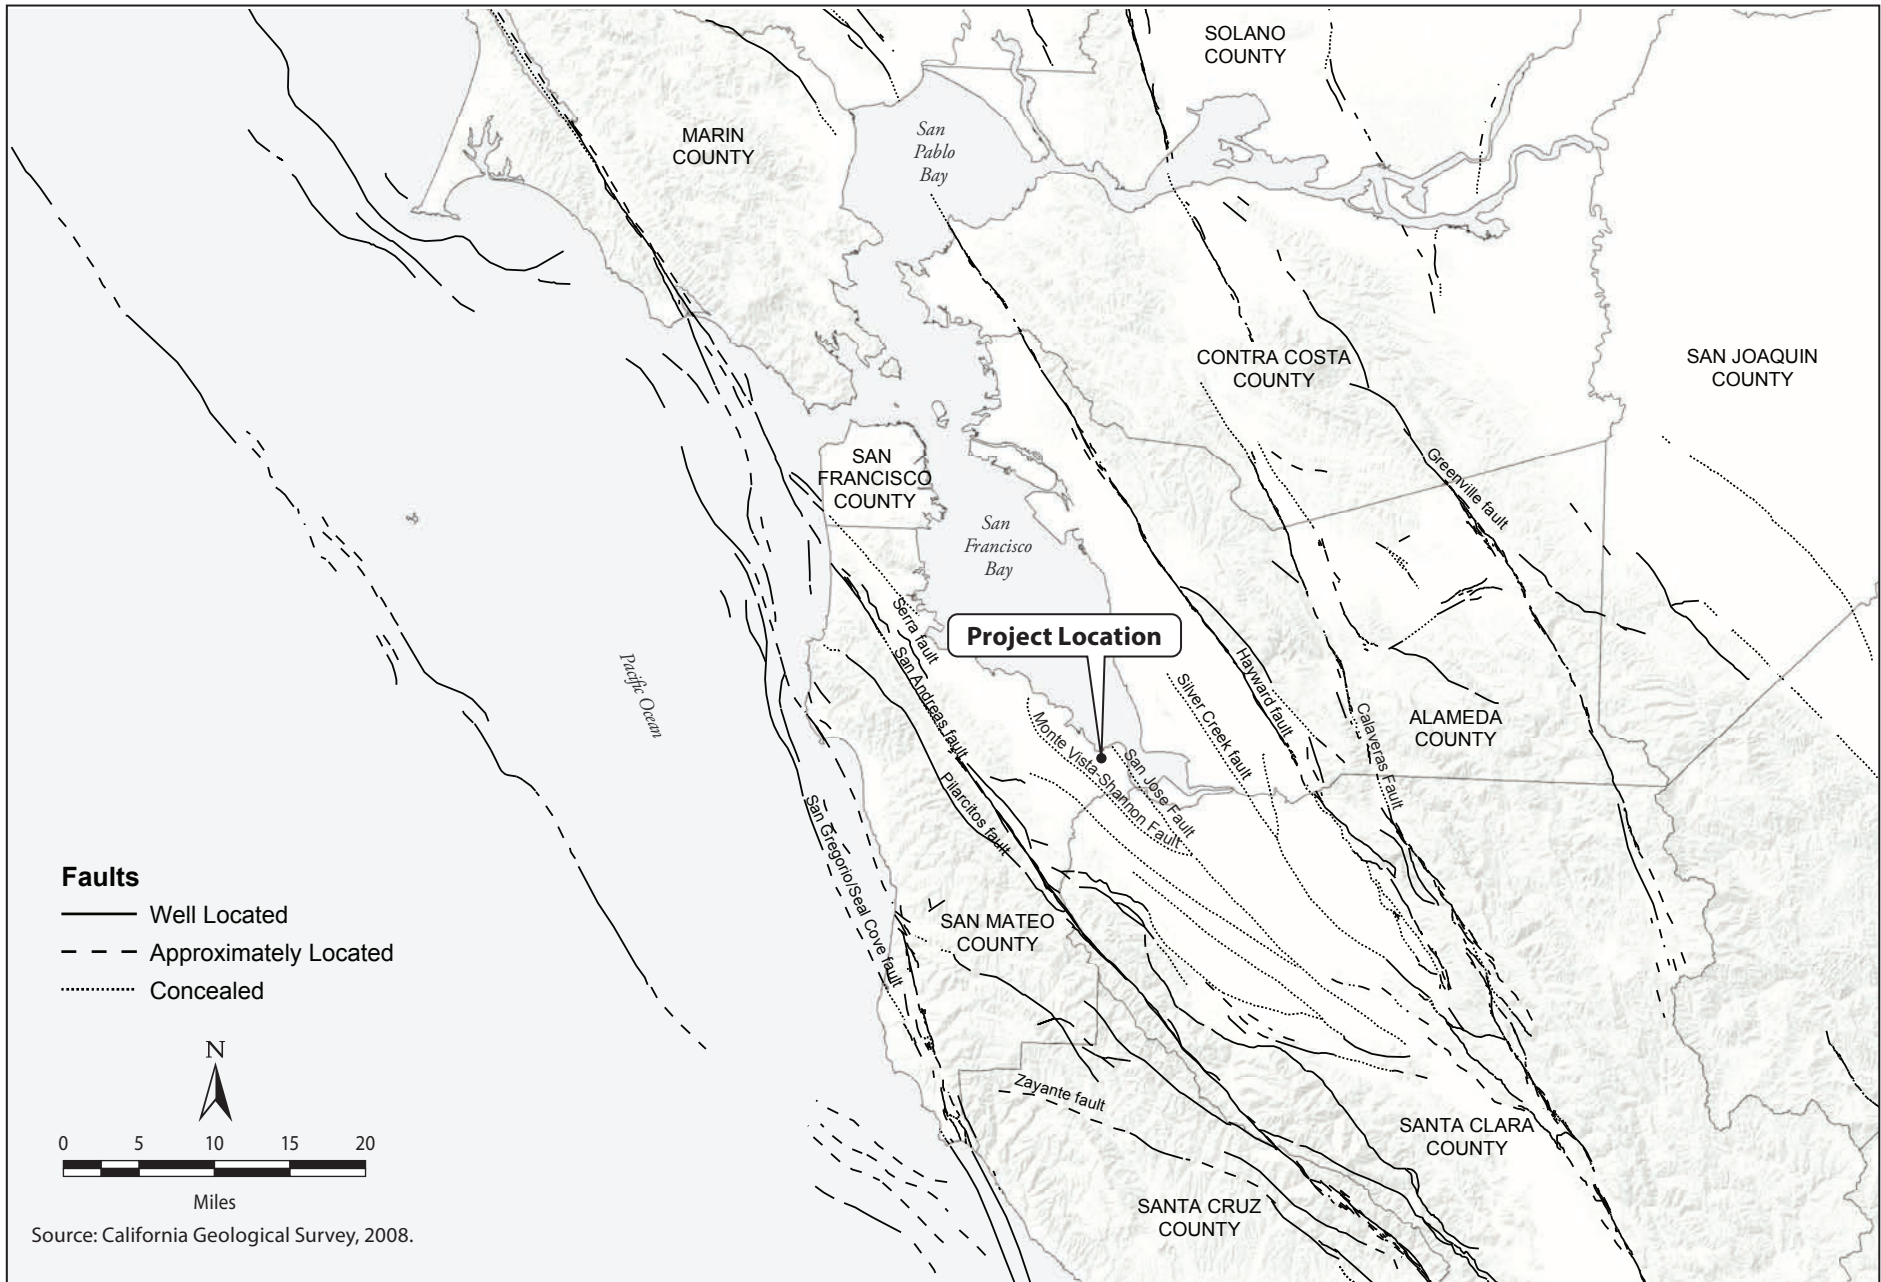 SOLANO
COUNTY
MARIN
COUNTY
San
Pablo
Bay
CONTRA COSTA
COUNTY
SAN JOAQUIN
COUNTY
SAN
FRANCISCO
COUNTY
Greenville fault
San
Francisco
Bay
Serra fault
Project Location
San Andreas fault
Hayward fault
Pacific Ocean
Silver Creek fault
Calaveras Fault
ALAMEDA
COUNTY
Monte Vista-Shannon Fault
San Jose Fault
Pilarcitos fault
San Gregorio/Seal Cove fault
Faults
Well Located
Approximately Located
Concealed
SAN MATEO
COUNTY
N
Zayante fault
SANTA CLARA
COUNTY
0 5 10 15 20
Miles
SANTA CRUZ
COUNTY
Source: California Geological Survey, 2008.